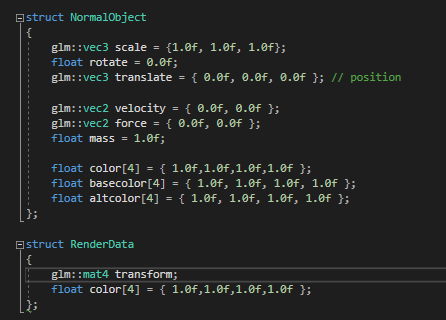 struct NormalObject
{
    glm::vec3 scale = {1.0f, 1.0f, 1.0f};
    float rotate = 0.0f;
    glm::vec3 translate = { 0.0f, 0.0f, 0.0f }; // position
    glm::vec2 velocity = { 0.0f, 0.0f };
    glm::vec2 force = { 0.0f, 0.0f };
    float mass = 1.0f;
    float color[4] = { 1.0f,1.0f,1.0f,1.0f };
    float basecolor[4] = { 1.0f, 1.0f, 1.0f, 1.0f };
    float altcolor[4] = { 1.0f, 1.0f, 1.0f, 1.0f };
};
struct RenderData
{
    glm::mat4 transform;
    float color[4] = { 1.0f,1.0f,1.0f,1.0f };
};